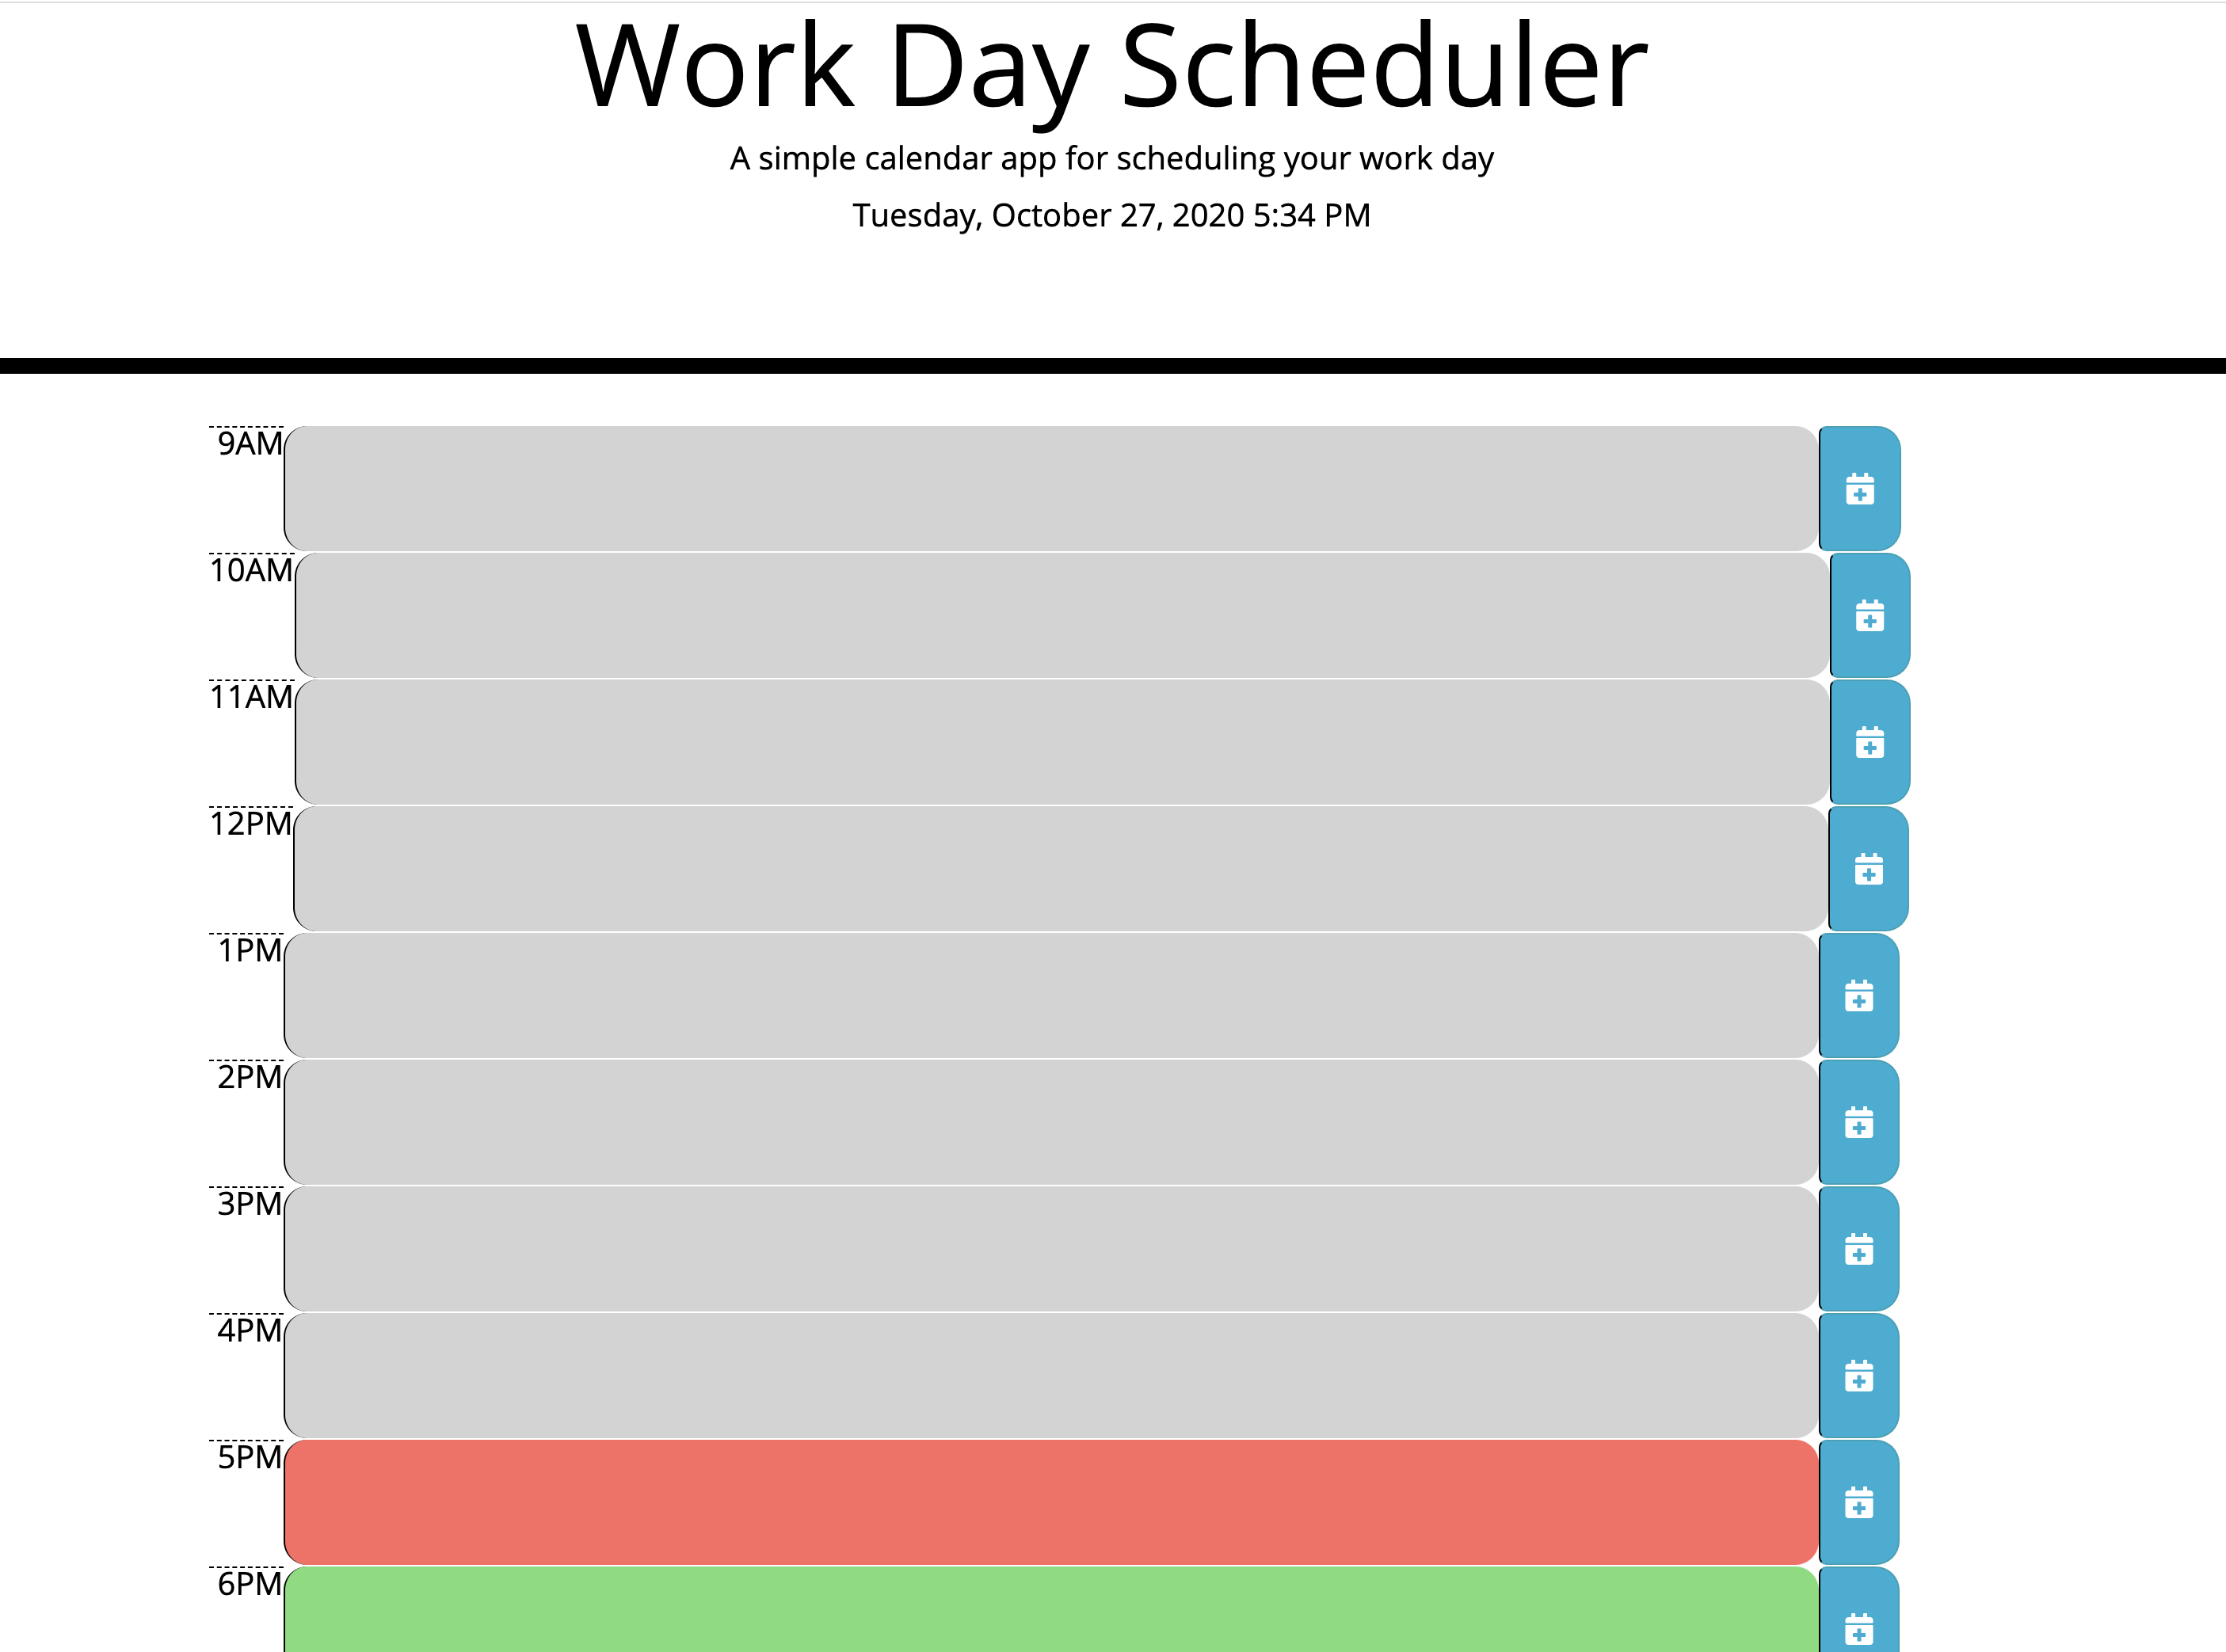 Work Day Scheduler
A simple calendar app for scheduling your work day
Tuesday, October 27, 2020 5:34 PM
9AM
10AM
11AM
12PM
1PM
2PM
3PM
4PM
5PM
6PM